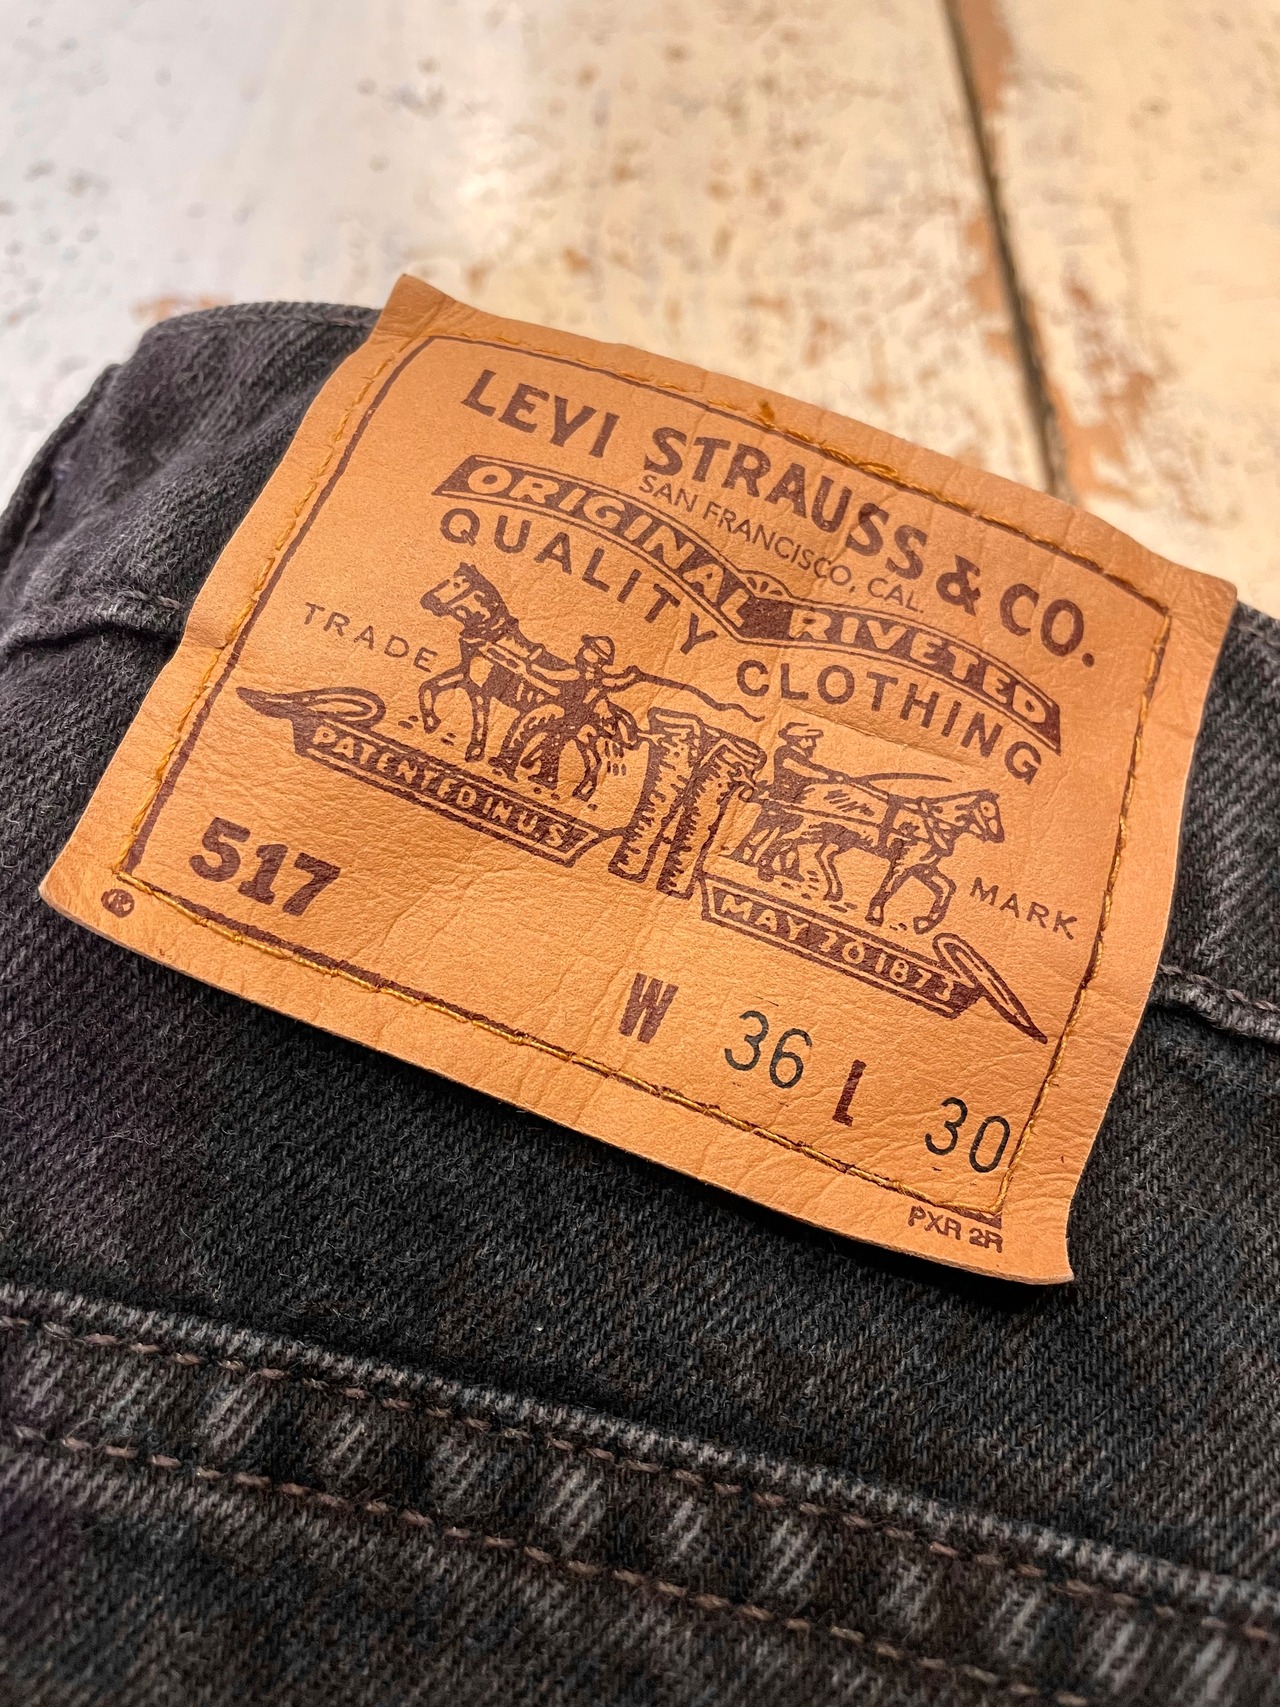 LEVI STRAUSS & CO.
SAN FRANCISCO, CAL.
ORIGINAL RIVETED
QUALITY CLOTHING
TRADE MARK
PATENTED IN U.S.
MAY 20 1873
517
W 36 L 30
®
PXR 2R